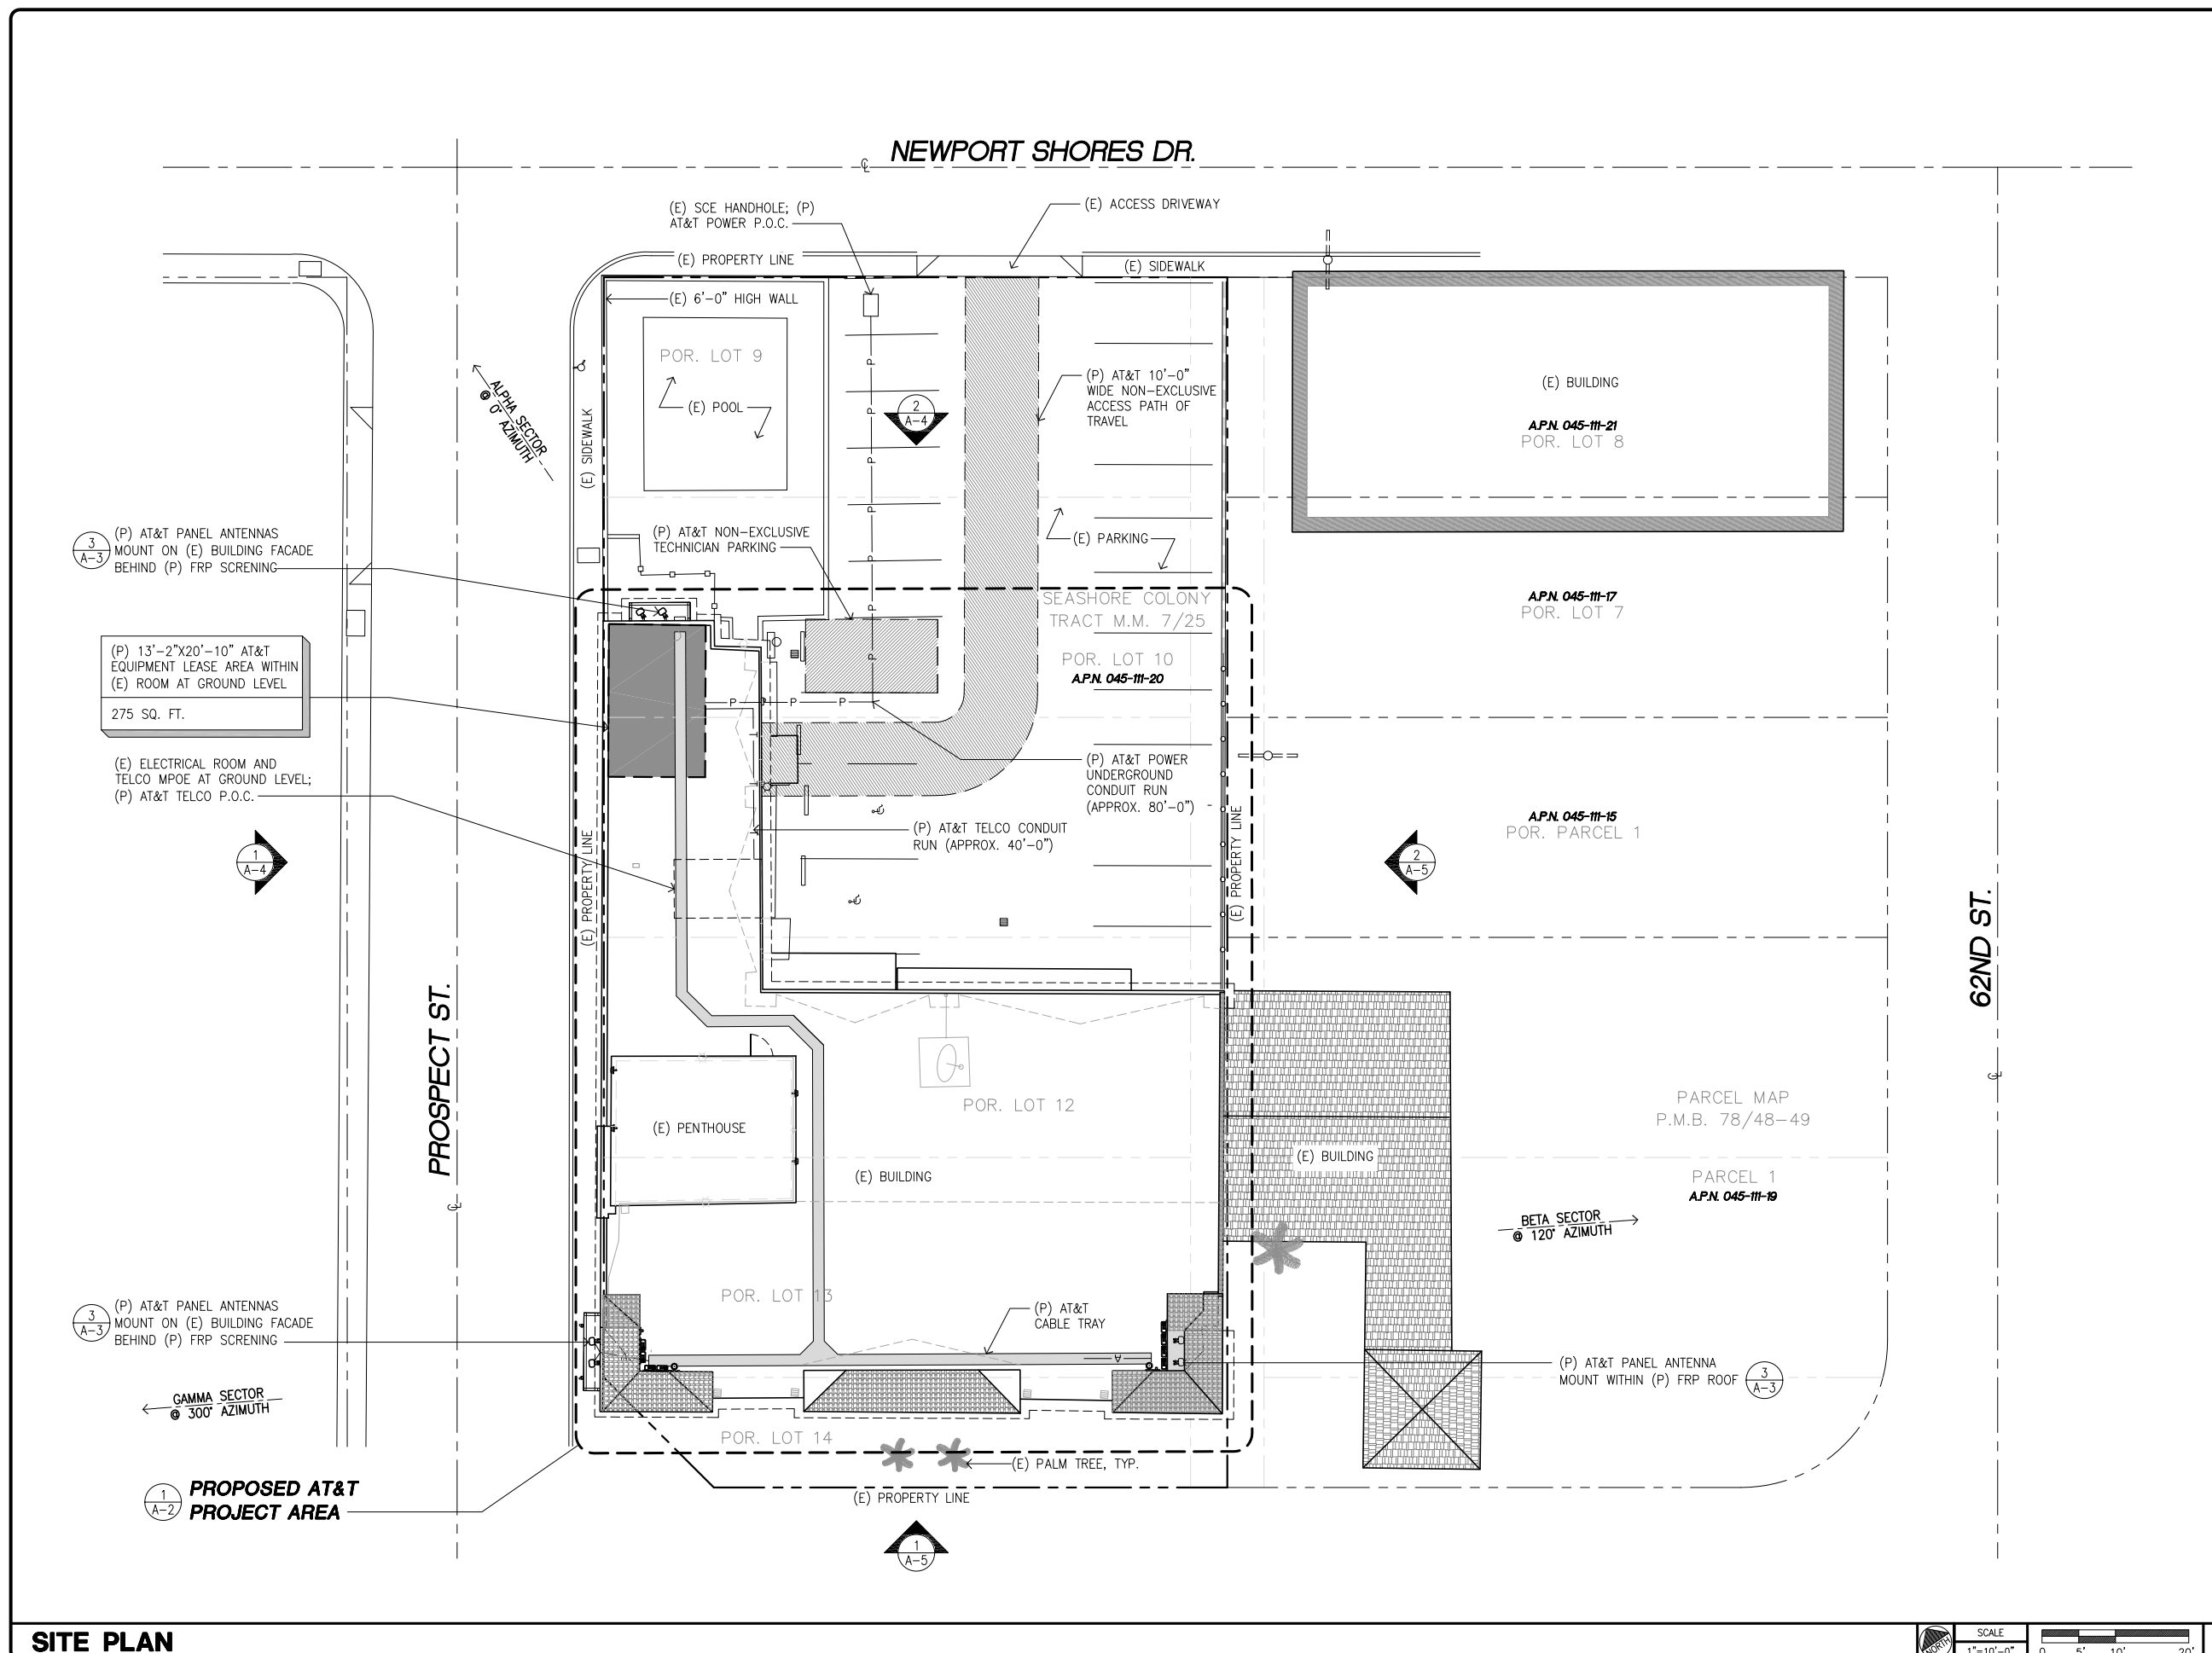 NEWPORT SHORES DR.
(E) SCE HANDHOLE; (P)
AT&T POWER P.O.C.
(E) ACCESS DRIVEWAY
(E) PROPERTY LINE
(E) SIDEWALK
(E) 6'-0" HIGH WALL
POR. LOT 9
(E) POOL
(E) SIDEWALK
ALPHA SECTOR
@ 0° AZIMUTH
2
A-4
(P) AT&T 10'-0"
WIDE NON-EXCLUSIVE
ACCESS PATH OF
TRAVEL
(E) BUILDING
A.P.N. 045-111-21
POR. LOT 8
3
A-3
(P) AT&T PANEL ANTENNAS
MOUNT ON (E) BUILDING FACADE
BEHIND (P) FRP SCRENING
(P) AT&T NON-EXCLUSIVE
TECHNICIAN PARKING
(E) PARKING
P
P
P
P
P
P
P
P
P
SEASHORE COLONY
TRACT M.M. 7/25
POR. LOT 10
A.P.N. 045-111-20
A.P.N. 045-111-17
POR. LOT 7
(P) 13'-2"X20'-10" AT&T
EQUIPMENT LEASE AREA WITHIN
(E) ROOM AT GROUND LEVEL
275 SQ. FT.
(E) ELECTRICAL ROOM AND
TELCO MPOE AT GROUND LEVEL;
(P) AT&T TELCO P.O.C.
(P) AT&T POWER
UNDERGROUND
CONDUIT RUN
(APPROX. 80'-0")
(P) AT&T TELCO CONDUIT
RUN (APPROX. 40'-0")
(E) PROPERTY LINE
(E) PROPERTY LINE
1
A-4
2
A-5
A.P.N. 045-111-15
POR. PARCEL 1
PROSPECT ST.
62ND ST.
(E) PENTHOUSE
POR. LOT 12
(E) BUILDING
(E) BUILDING
PARCEL MAP
P.M.B. 78/48-49
PARCEL 1
A.P.N. 045-111-19
BETA SECTOR
@ 120° AZIMUTH
POR. LOT 13
3
A-3
(P) AT&T PANEL ANTENNAS
MOUNT ON (E) BUILDING FACADE
BEHIND (P) FRP SCRENING
(P) AT&T
CABLE TRAY
A
(P) AT&T PANEL ANTENNA
MOUNT WITHIN (P) FRP ROOF
3
A-3
GAMMA SECTOR
@ 300° AZIMUTH
POR. LOT 14
(E) PALM TREE, TYP.
(E) PROPERTY LINE
1
A-2
PROPOSED AT&T
PROJECT AREA
1
A-5
SITE PLAN
NORTH
SCALE
1"=10'-0"
0 5' 10' 20'